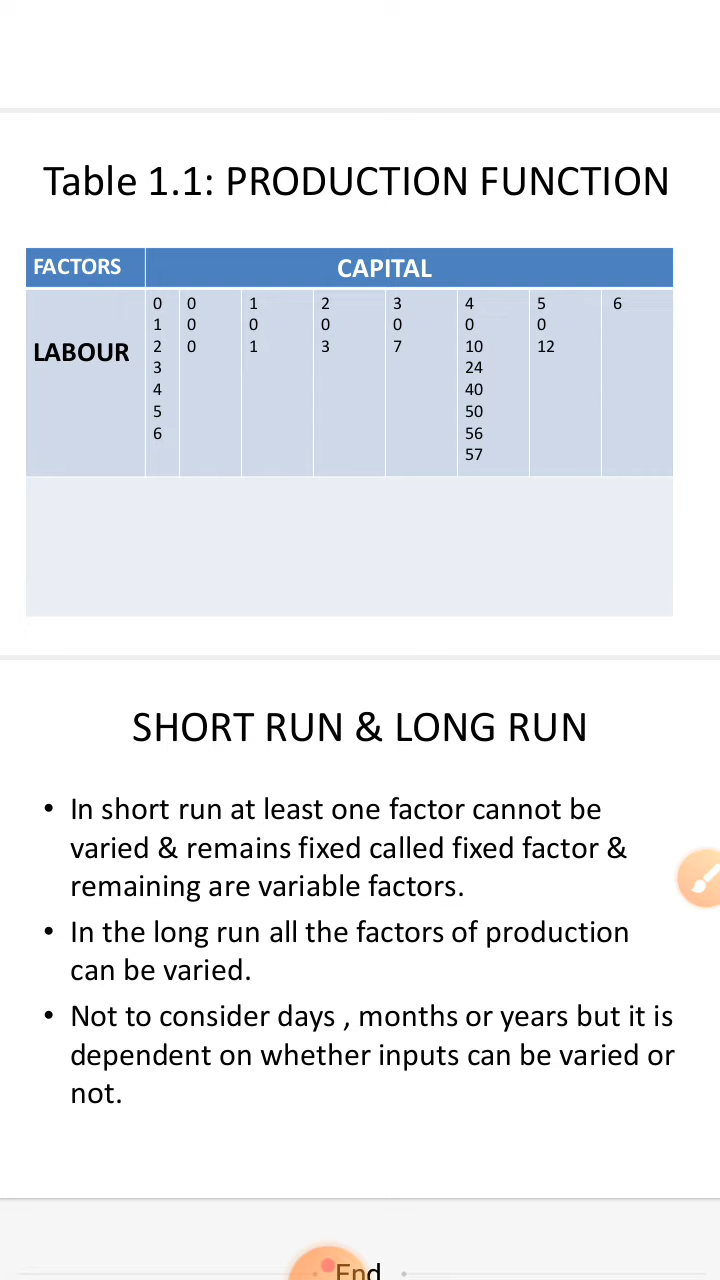 Table 1.1: PRODUCTION FUNCTION
FACTORS CAPITAL
0 0 1 2 3 4 5 6
1 0 0 0 0 0 0
LABOUR 2 0 1 3 7 10 12
3 24
4 40
5 50
6 56
57
SHORT RUN & LONG RUN
• In short run at least one factor cannot be
varied & remains fixed called fixed factor &
remaining are variable factors.
• In the long run all the factors of production
can be varied.
• Not to consider days , months or years but it is
dependent on whether inputs can be varied or
not.
End